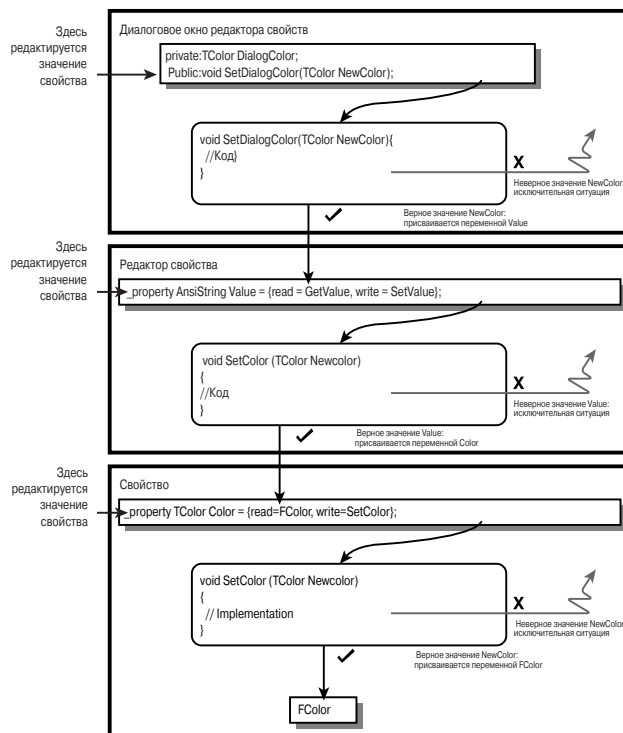 Здесь
редактируется
значение
свойства
Диалоговое окно редактора свойств
private:TColor DialogColor;
Public:void SetDialogColor(TColor NewColor);
void SetDialogColor(TColor NewColor){
//Код}
}
X
Неверное значение NewColor:
исключительная ситуация
Верное значение NewColor:
присваивается переменной Value
Здесь
редактируется
значение
свойства
Редактор свойства
_property AnsiString Value = {read = GetValue, write = SetValue};
void SetColor (TColor Newcolor)
{
//Код
}
X
Неверное значение Value:
исключительная ситуация
Верное значение Value:
присваивается переменной Color
Здесь
редактируется
значение
свойства
Свойство
_property TColor Color = {read=FColor, write=SetColor};
void SetColor (TColor Newcolor)
{
// Implementation
}
X
Неверное значение NewColor:
исключительная ситуация
Верное значение NewColor:
присваивается переменной FColor
FColor